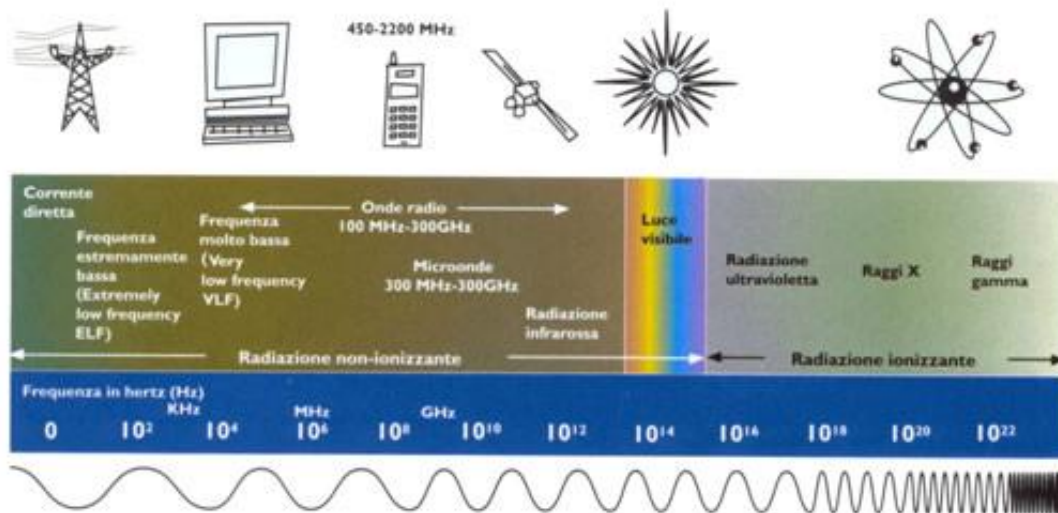 450-2200 MHz
Corrente
diretta
Frequenza
estremamente
bassa
(Extremely
low frequency
ELF)
Frequenza
molto bassa
(Very
low frequency
VLF)
Onde radio
100 MHz-300GHz
Microonde
300 MHz-300GHz
Radiazione
infrarossa
Luce
visibile
Radiazione
ultravioletta
Raggi X
Raggi
gamma
Radiazione non-ionizzante
Radiazione ionizzante
Frequenza in hertz (Hz)
KHz MHz GHz
0 10² 10⁴ 10⁶ 10⁸ 10¹⁰ 10¹² 10¹⁴ 10¹⁶ 10¹⁸ 10²⁰ 10²²